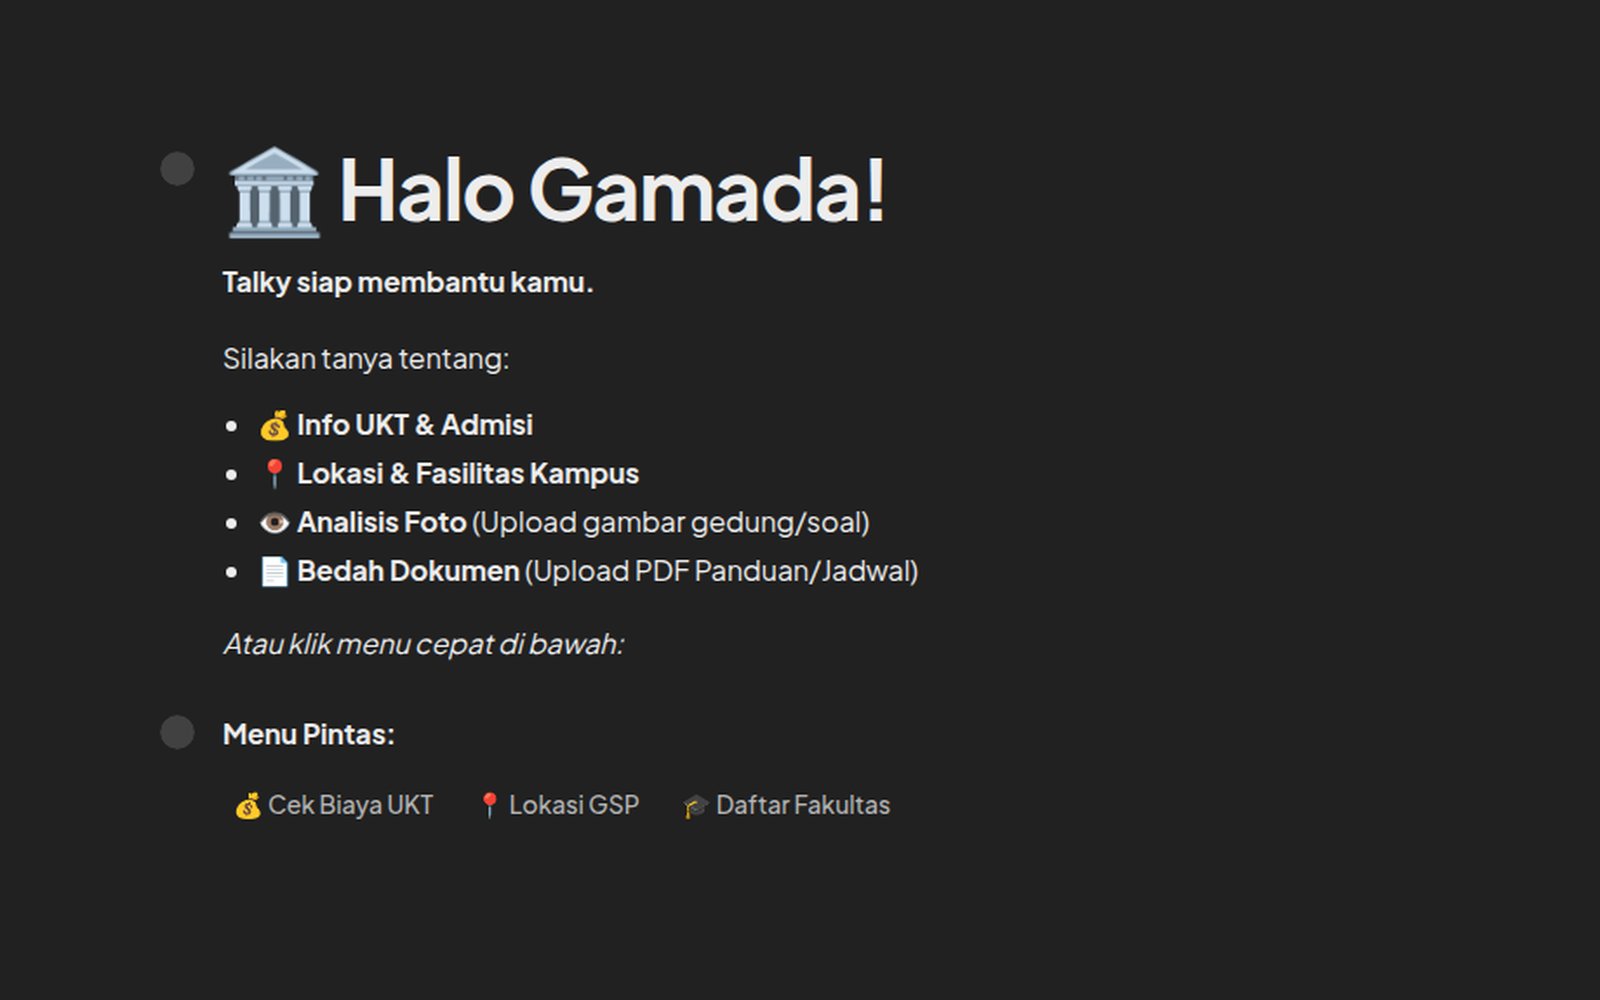 🏛️ Halo Gamada!
Talky siap membantu kamu.
Silakan tanya tentang:
• 💰 Info UKT & Admisi
• 📍 Lokasi & Fasilitas Kampus
• 👁️ Analisis Foto (Upload gambar gedung/soal)
• 📄 Bedah Dokumen (Upload PDF Panduan/Jadwal)
Atau klik menu cepat di bawah:
Menu Pintas:
💰 Cek Biaya UKT 📍 Lokasi GSP 🎓 Daftar Fakultas